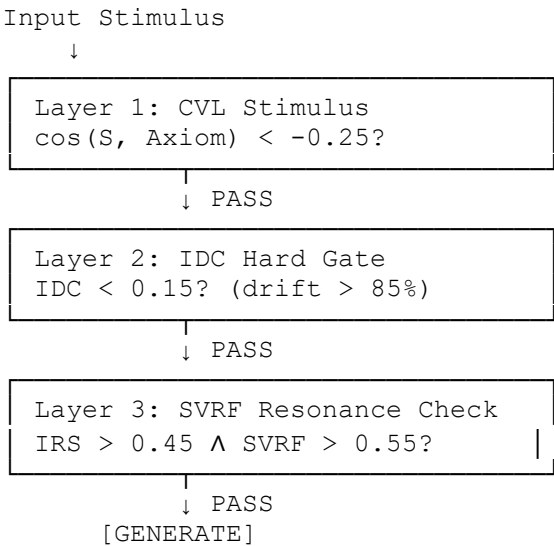 Input Stimulus
↓
Layer 1: CVL Stimulus
cos(S, Axiom) < -0.25?
↓ PASS
Layer 2: IDC Hard Gate
IDC < 0.15? (drift > 85%)
↓ PASS
Layer 3: SVRF Resonance Check
IRS > 0.45 ∧ SVRF > 0.55?
↓ PASS
[GENERATE]